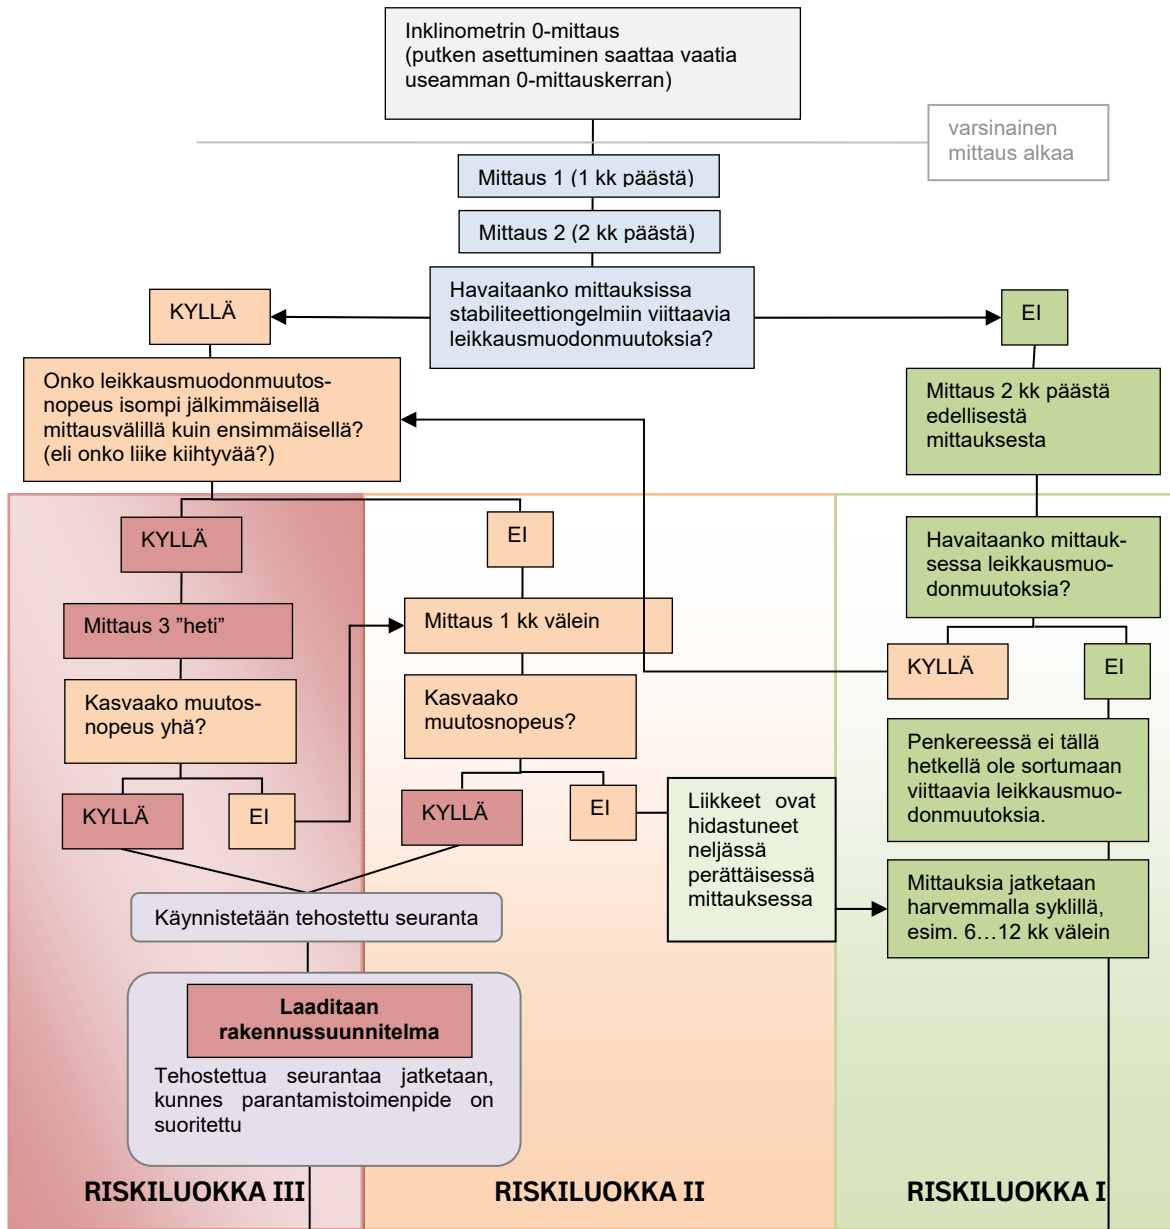 Inklinometrin 0-mittaus
(putken asettuminen saattaa vaatia
useamman 0-mittauskerran)
varsinainen
mittaus alkaa
Mittaus 1 (1 kk päästä)
Mittaus 2 (2 kk päästä)
Havaitaanko mittauksissa
stabiliteettiongelmiin viittaavia
leikkausmuodonmuutoksia?
KYLLÄ
EI
Onko leikkausmuodonmuutos-
nopeus isompi jälkimmäisellä
mittausvälillä kuin ensimmäisellä?
(eli onko liike kiihtyvää?)
Mittaus 2 kk päästä
edellisestä
mittauksesta
KYLLÄ
EI
Havaitaanko mittauk-
sessa leikkausmuo-
donmuutoksia?
Mittaus 3 "heti"
Mittaus 1 kk välein
KYLLÄ
EI
Kasvaako muutos-
nopeus yhä?
Kasvaako
muutosnopeus?
Penkereessä ei tällä
hetkellä ole sortumaan
viittaavia leikkausmuo-
donmuutoksia.
KYLLÄ
EI
KYLLÄ
EI
Liikkeet ovat
hidastuneet
neljässä
perättäisessä
mittauksessa
Mittauksia jatketaan
harvemmalla syklillä,
esim. 6…12 kk välein
Käynnistetään tehostettu seuranta
Laaditaan
rakennussuunnitelma
Tehostettua seurantaa jatketaan,
kunnes parantamistoimenpide on
suoritettu
RISKILUOKKA III
RISKILUOKKA II
RISKILUOKKA I